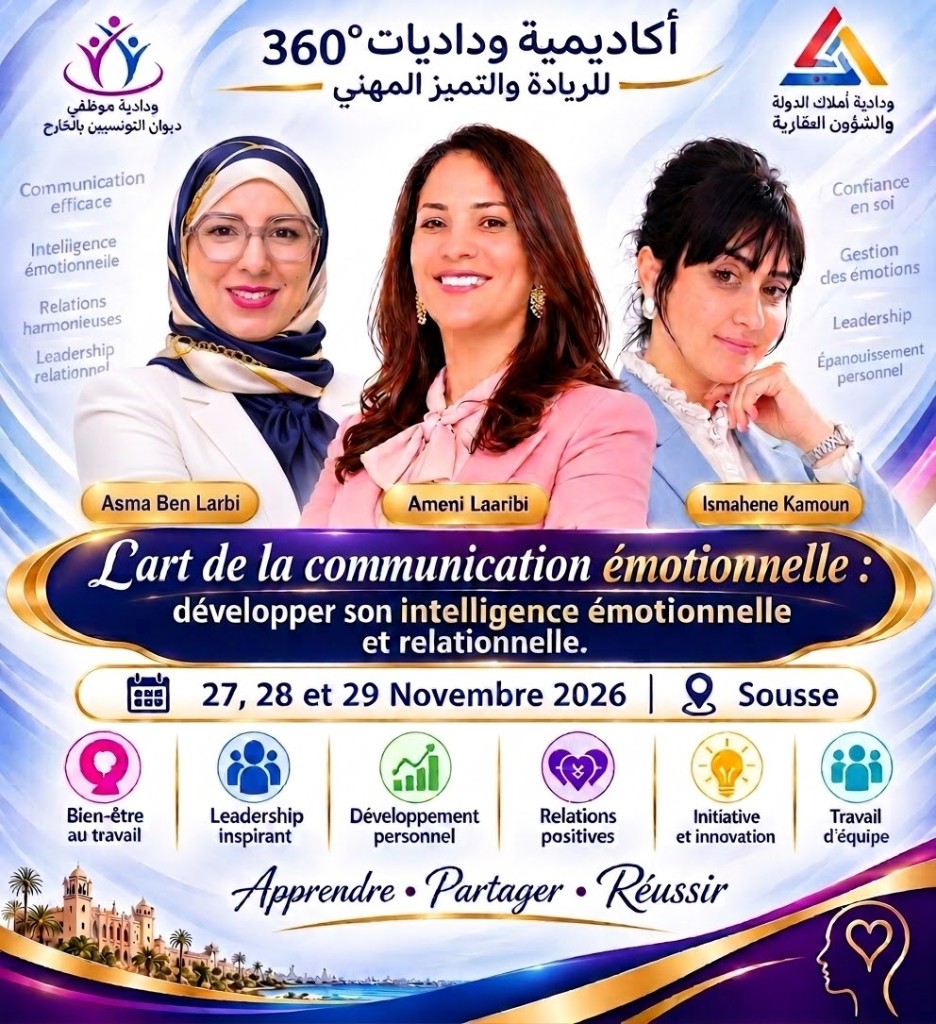 أكاديمية وداديات °360
للريادة والتميز المهني
ودادية موظفي
ديوان التونسيين بالخارج
ودادية أملاك الدولة
والشؤون العقارية
Communication
efficace
Intelligence
émotionneile
Relations
harmonieuses
Leadership
relationnel
Confiance
en soi
Gestion
des émotions
Leadership
Épanouissement
personnel
Asma Ben Larbi
Ameni Laaribi
Ismahene Kamoun
L'art de la communication émotionnelle :
développer son intelligence émotionnelle
et relationnelle.
27, 28 et 29 Novembre 2026 | Sousse
Bien-être
au travail
Leadership
inspirant
Développement
personnel
Relations
positives
Initiative
et innovation
Travail
d'équipe
Apprendre • Partager • Réussir